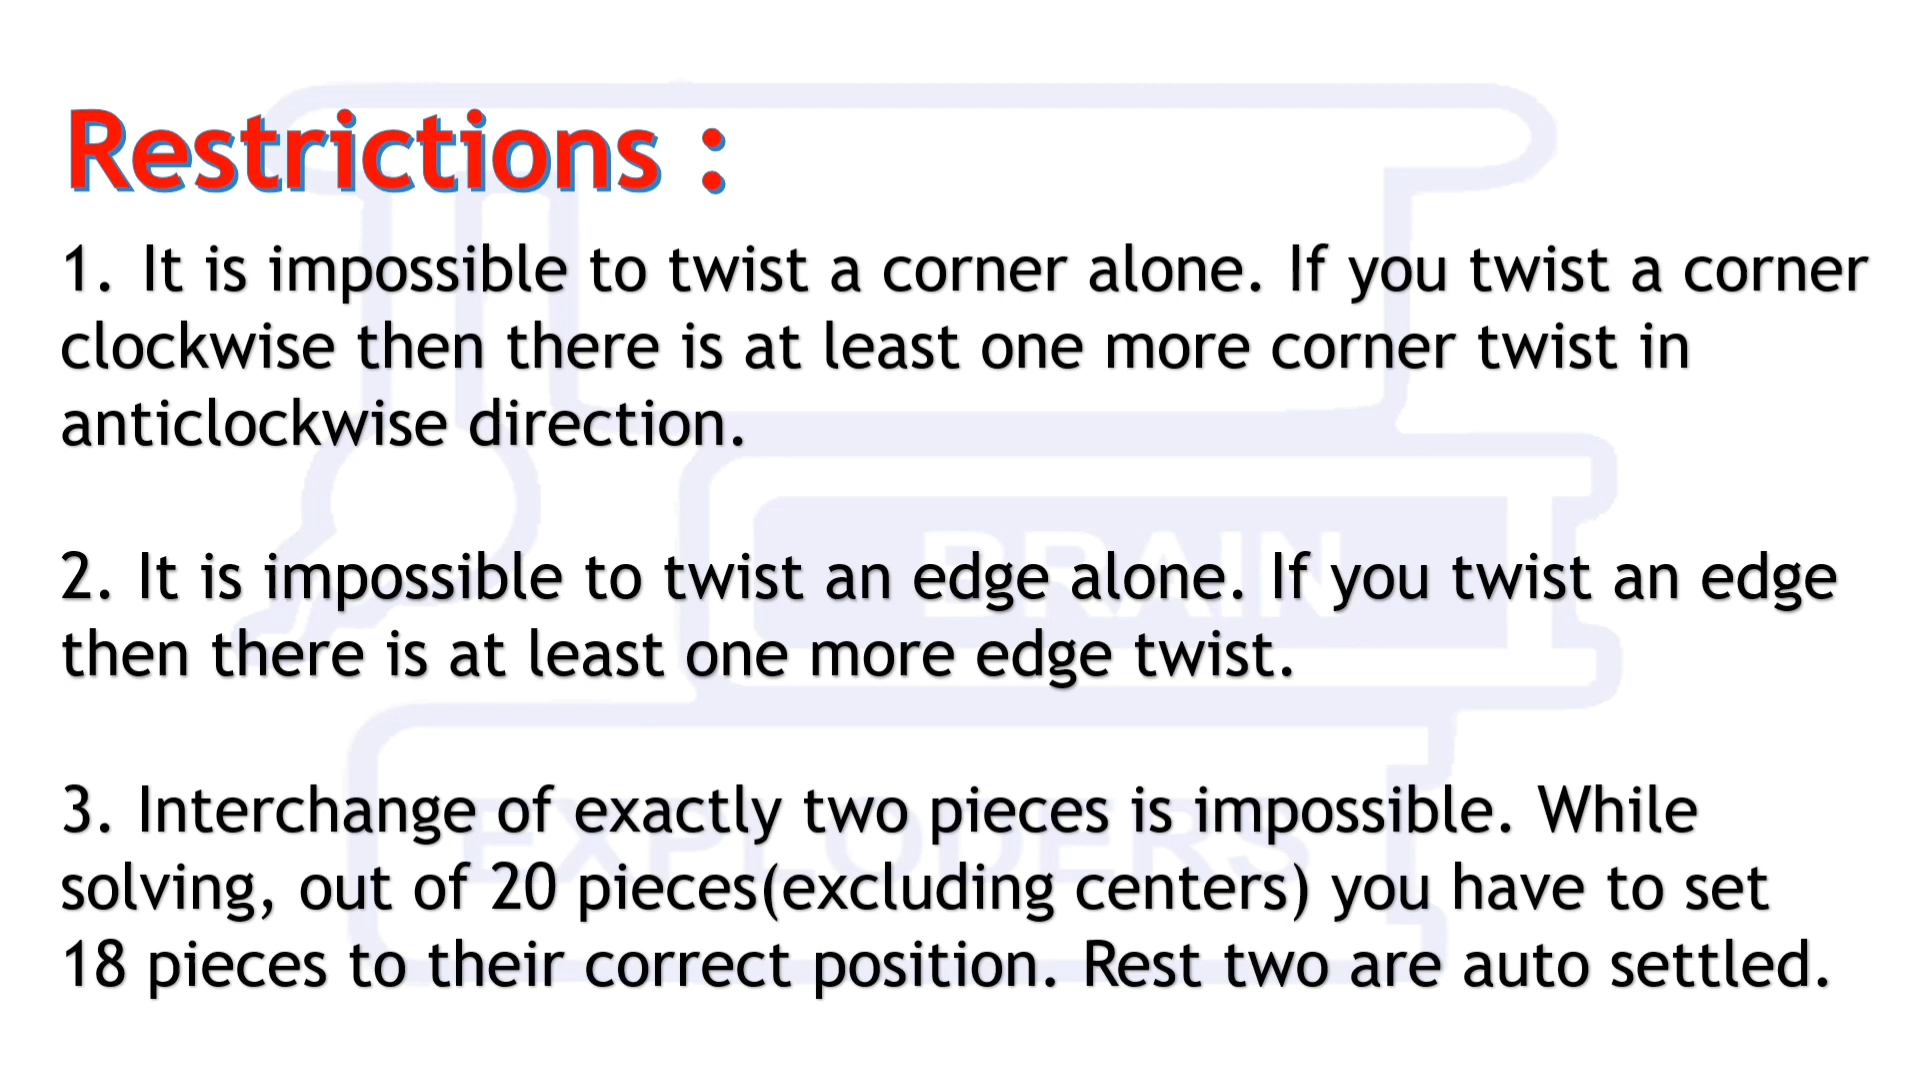 Restrictions :
1. It is impossible to twist a corner alone. If you twist a corner
clockwise then there is at least one more corner twist in
anticlockwise direction.
2. It is impossible to twist an edge alone. If you twist an edge
then there is at least one more edge twist.
3. Interchange of exactly two pieces is impossible. While
solving, out of 20 pieces(excluding centers) you have to set
18 pieces to their correct position. Rest two are auto settled.
BRAIN
EXPLODERS